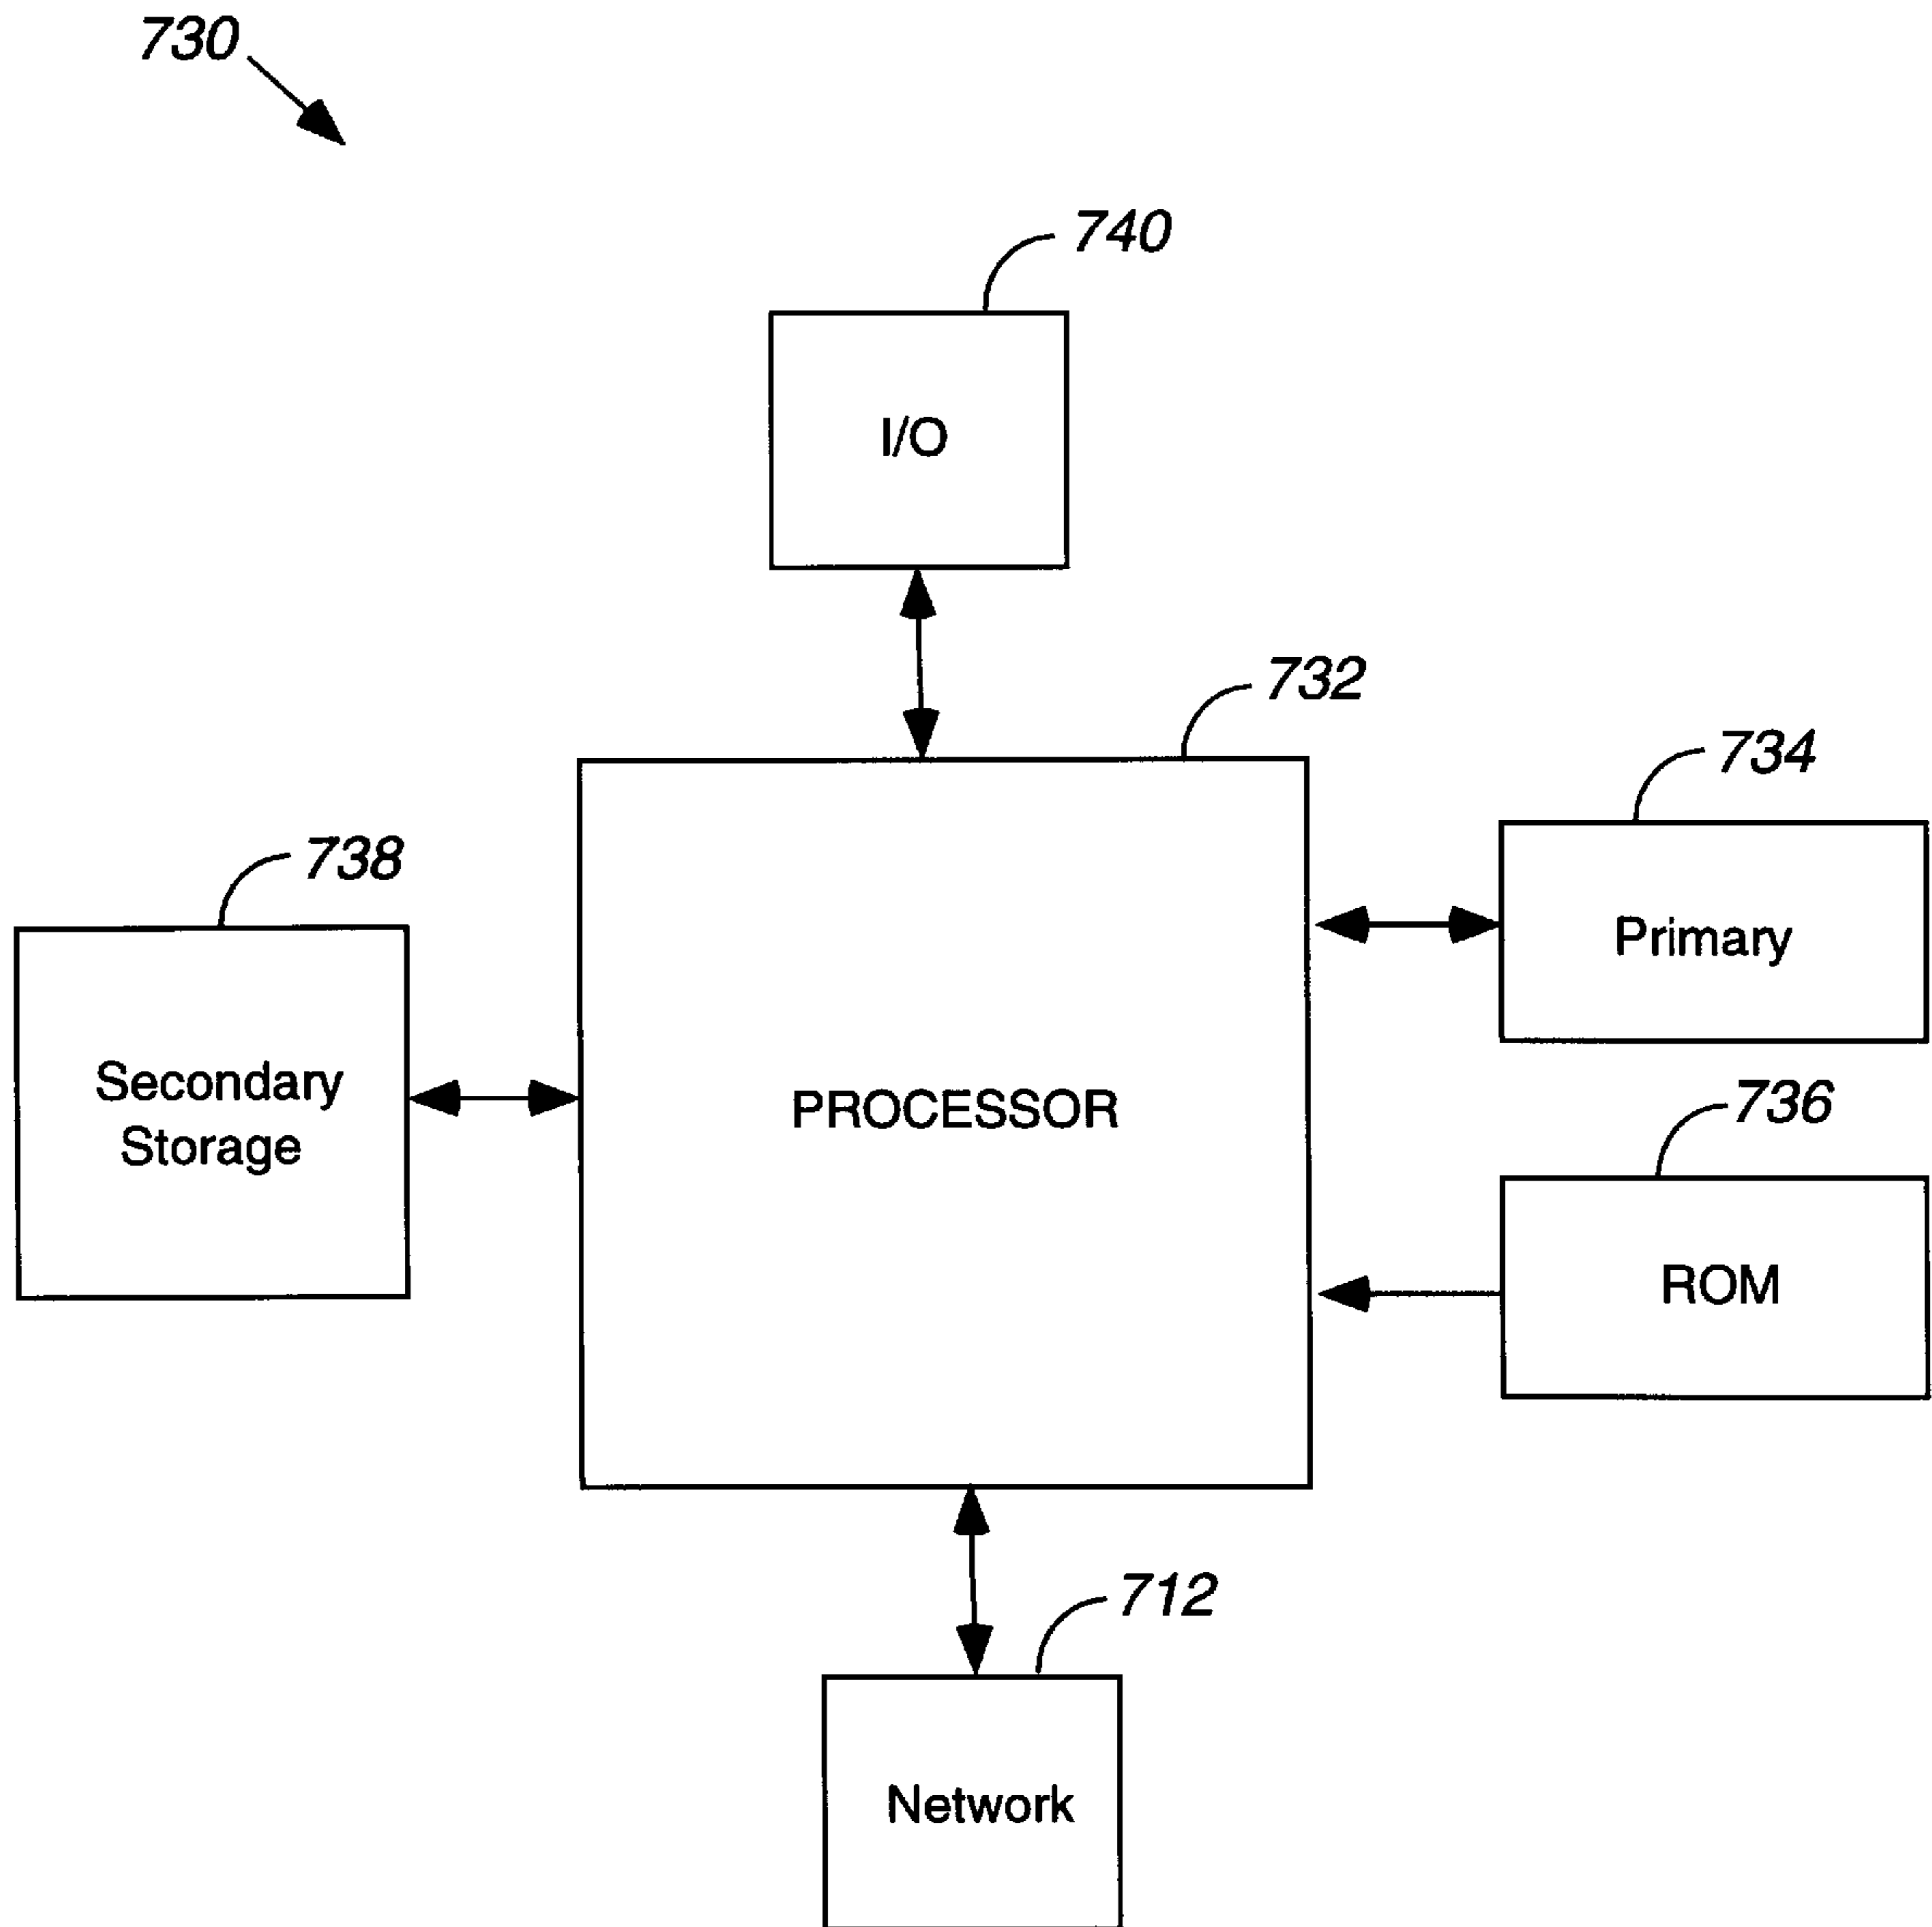 730
740
I/O
732
734
738
Primary
Secondary
Storage
PROCESSOR
736
ROM
712
Network